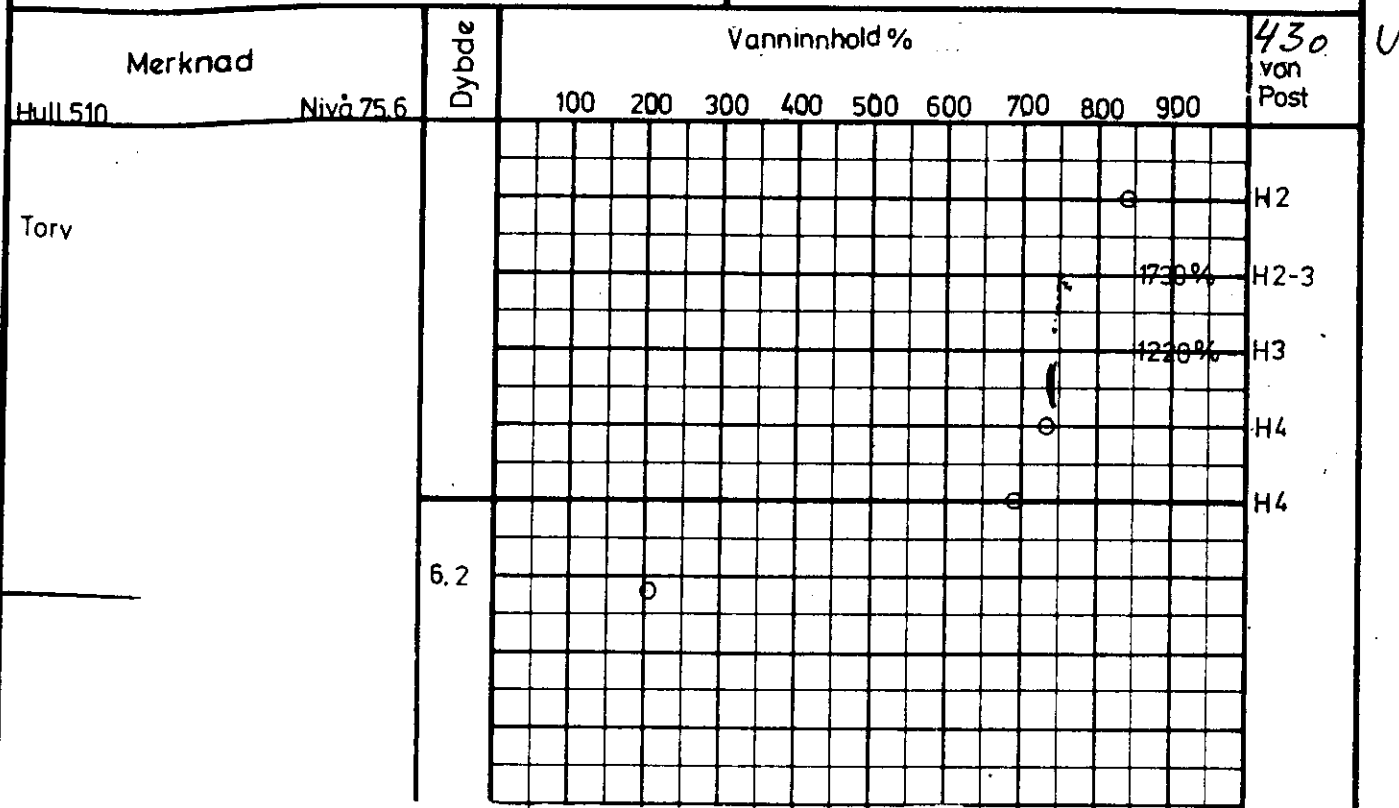 Merknad
Hull 510 Nivå 75.6
Dybde
Vanninnhold %
100 200 300 400 500 600 700 800 900
430
von
Post
U
H2
Torv
1730% H2-3
1220% H3
H4
H4
6.2